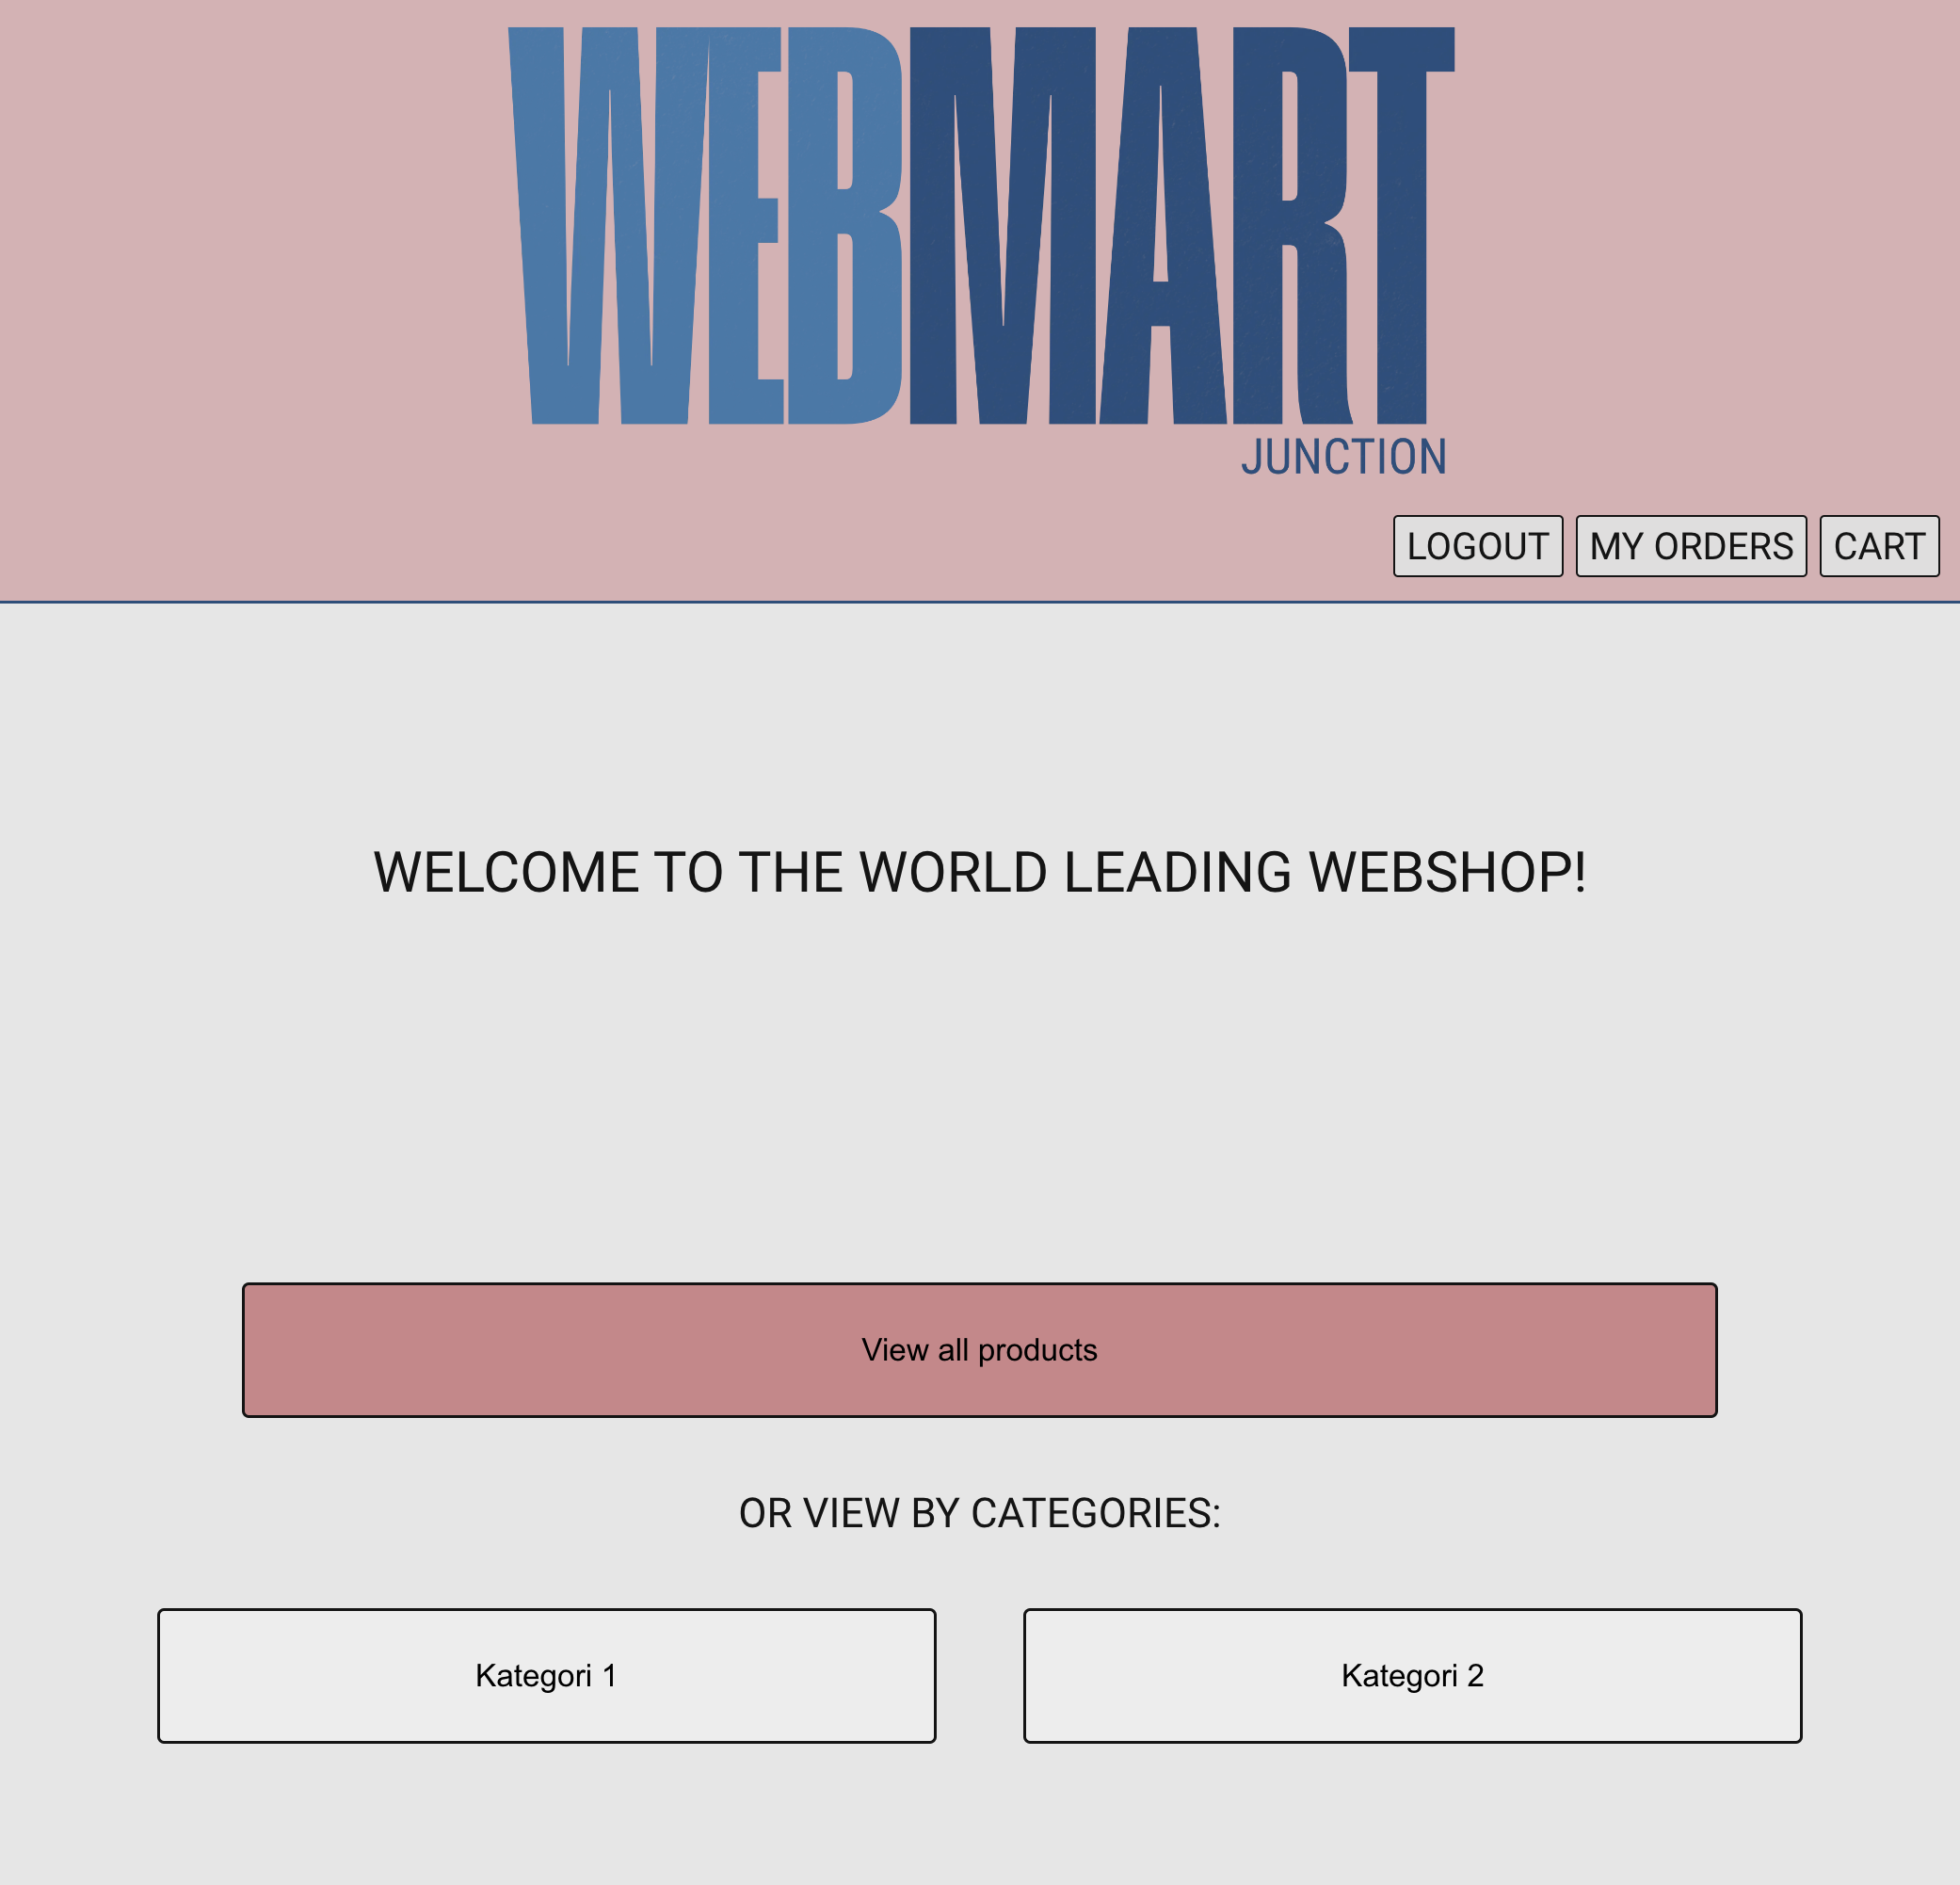 WEBMART
JUNCTION
LOGOUT MY ORDERS CART
WELCOME TO THE WORLD LEADING WEBSHOP!
View all products
OR VIEW BY CATEGORIES:
Kategori 1 Kategori 2